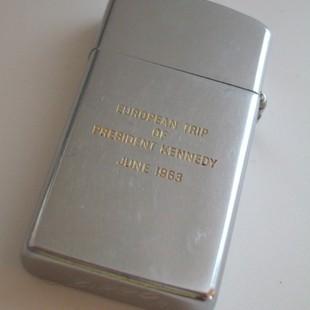 EUROPEAN TRIP
OF
PRESIDENT KENNEDY
JUNE 1963